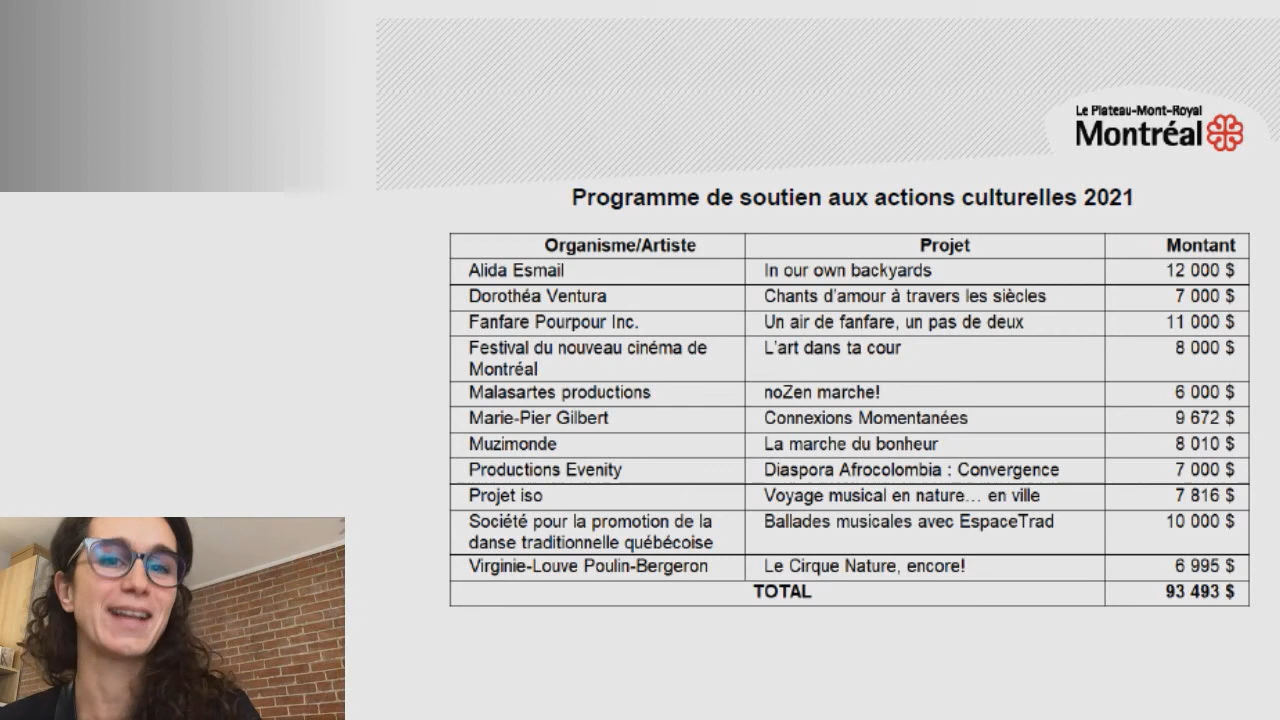 Le Plateau-Mont-Royal
Montréal
Programme de soutien aux actions culturelles 2021
Organisme/Artiste Projet Montant
Alida Esmail In our own backyards 12 000 $
Dorothéa Ventura Chants d'amour à travers les siècles 7 000 $
Fanfare Pourpour Inc. Un air de fanfare, un pas de deux 11 000 $
Festival du nouveau cinéma de L'art dans ta cour 8 000 $
Montréal
Malasartes productions noZen marche! 6 000 $
Marie-Pier Gilbert Connexions Momentanées 9 672 $
Muzimonde La marche du bonheur 8 010 $
Productions Evenity Diaspora Afrocolombia : Convergence 7 000 $
Projet iso Voyage musical en nature… en ville 7 816 $
Société pour la promotion de la Ballades musicales avec EspaceTrad 10 000 $
danse traditionnelle québécoise
Virginie-Louve Poulin-Bergeron Le Cirque Nature, encore! 6 995 $
TOTAL 93 493 $